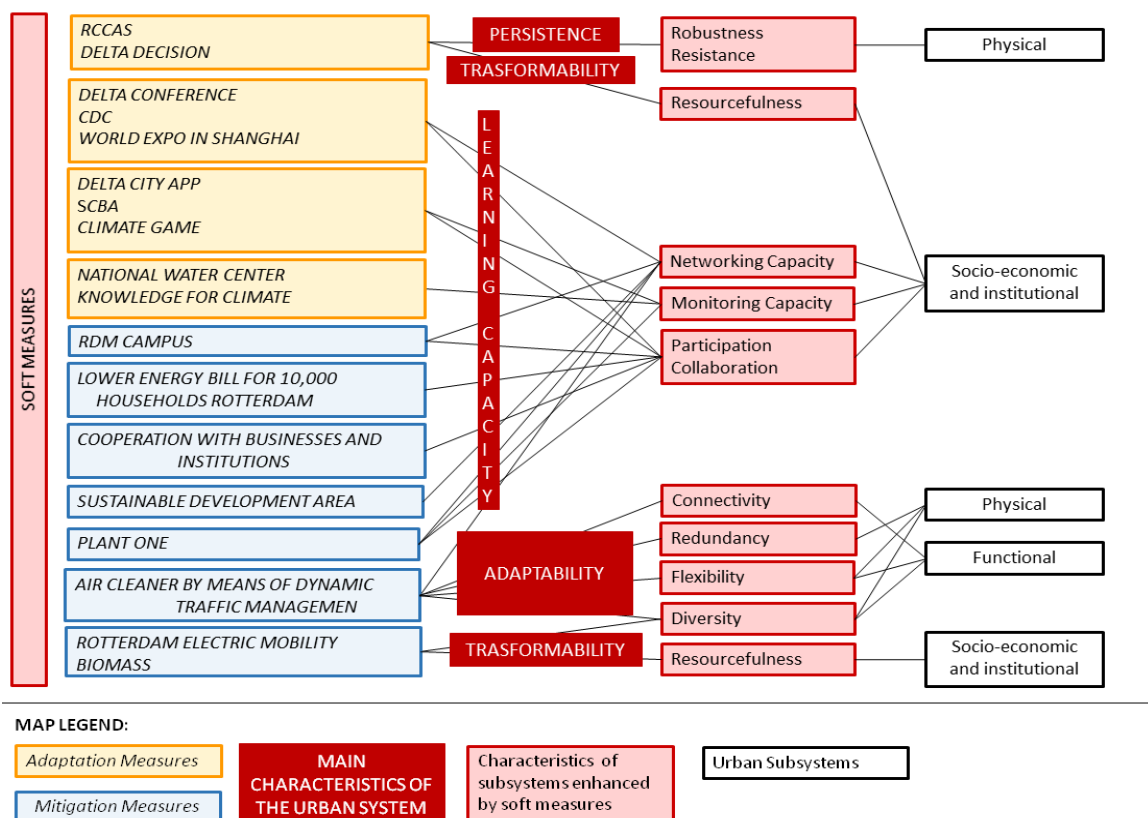 SOFT MEASURES
RCCAS
DELTA DECISION
DELTA CONFERENCE
CDC
WORLD EXPO IN SHANGHAI
DELTA CITY APP
SCBA
CLIMATE GAME
NATIONAL WATER CENTER
KNOWLEDGE FOR CLIMATE
RDM CAMPUS
LOWER ENERGY BILL FOR 10,000
HOUSEHOLDS ROTTERDAM
COOPERATION WITH BUSINESSES AND
INSTITUTIONS
SUSTAINABLE DEVELOPMENT AREA
PLANT ONE
AIR CLEANER BY MEANS OF DYNAMIC
TRAFFIC MANAGEMEN
ROTTERDAM ELECTRIC MOBILITY
BIOMASS
PERSISTENCE
TRASFORMABILITY
LEARNING CAPACITY
ADAPTABILITY
TRASFORMABILITY
Robustness
Resistance
Resourcefulness
Networking Capacity
Monitoring Capacity
Participation
Collaboration
Connectivity
Redundancy
Flexibility
Diversity
Resourcefulness
Physical
Socio-economic
and institutional
Physical
Functional
Socio-economic
and institutional
MAP LEGEND:
Adaptation Measures
Mitigation Measures
MAIN
CHARACTERISTICS OF
THE URBAN SYSTEM
Characteristics of
subsystems enhanced
by soft measures
Urban Subsystems